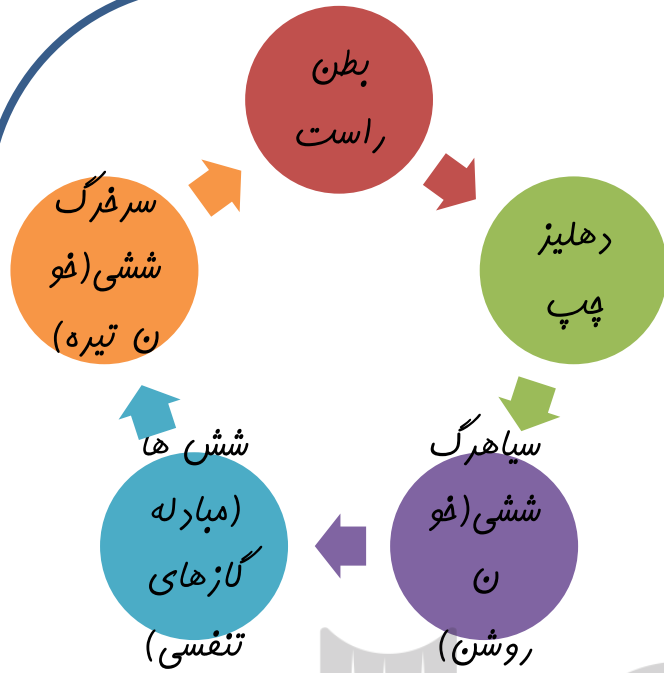 بطن
راست
دهلیز
چپ
سیاهرگ
ششی(خو
ن
روشن)
شش ها
(مبادله
گازهای
تنفسی)
سرخرگ
ششی(خو
ن تیره)